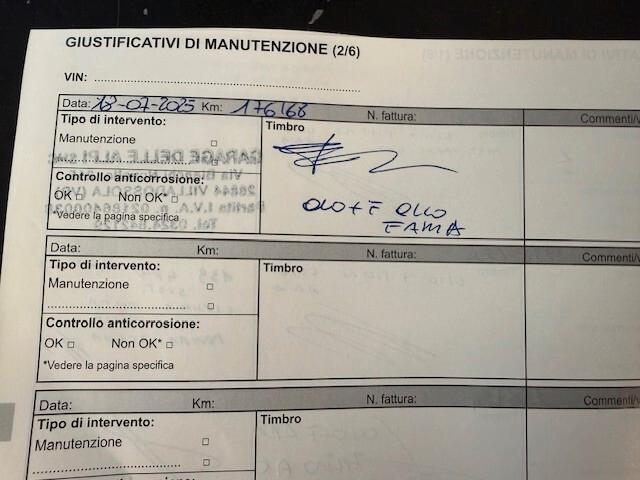 GIUSTIFICATIVI DI MANUTENZIONE (2/6)
VIN: ..........................................................................
Data: 18-07-2025 Km: 176168 N. fattura: Commenti/v
Tipo di intervento: Timbro
Manutenzione □
.......................................... □
Controllo anticorrosione:
OK □ Non OK* □
*Vedere la pagina specifica
FAMA
Data: Km: N. fattura: Commenti/v
Tipo di intervento: Timbro
Manutenzione □
.......................................... □
Controllo anticorrosione:
OK □ Non OK* □
*Vedere la pagina specifica
Data: Km: N. fattura: Commenti/v
Tipo di intervento: Timbro
Manutenzione □
.......................................... □
Controllo anticorrosione: